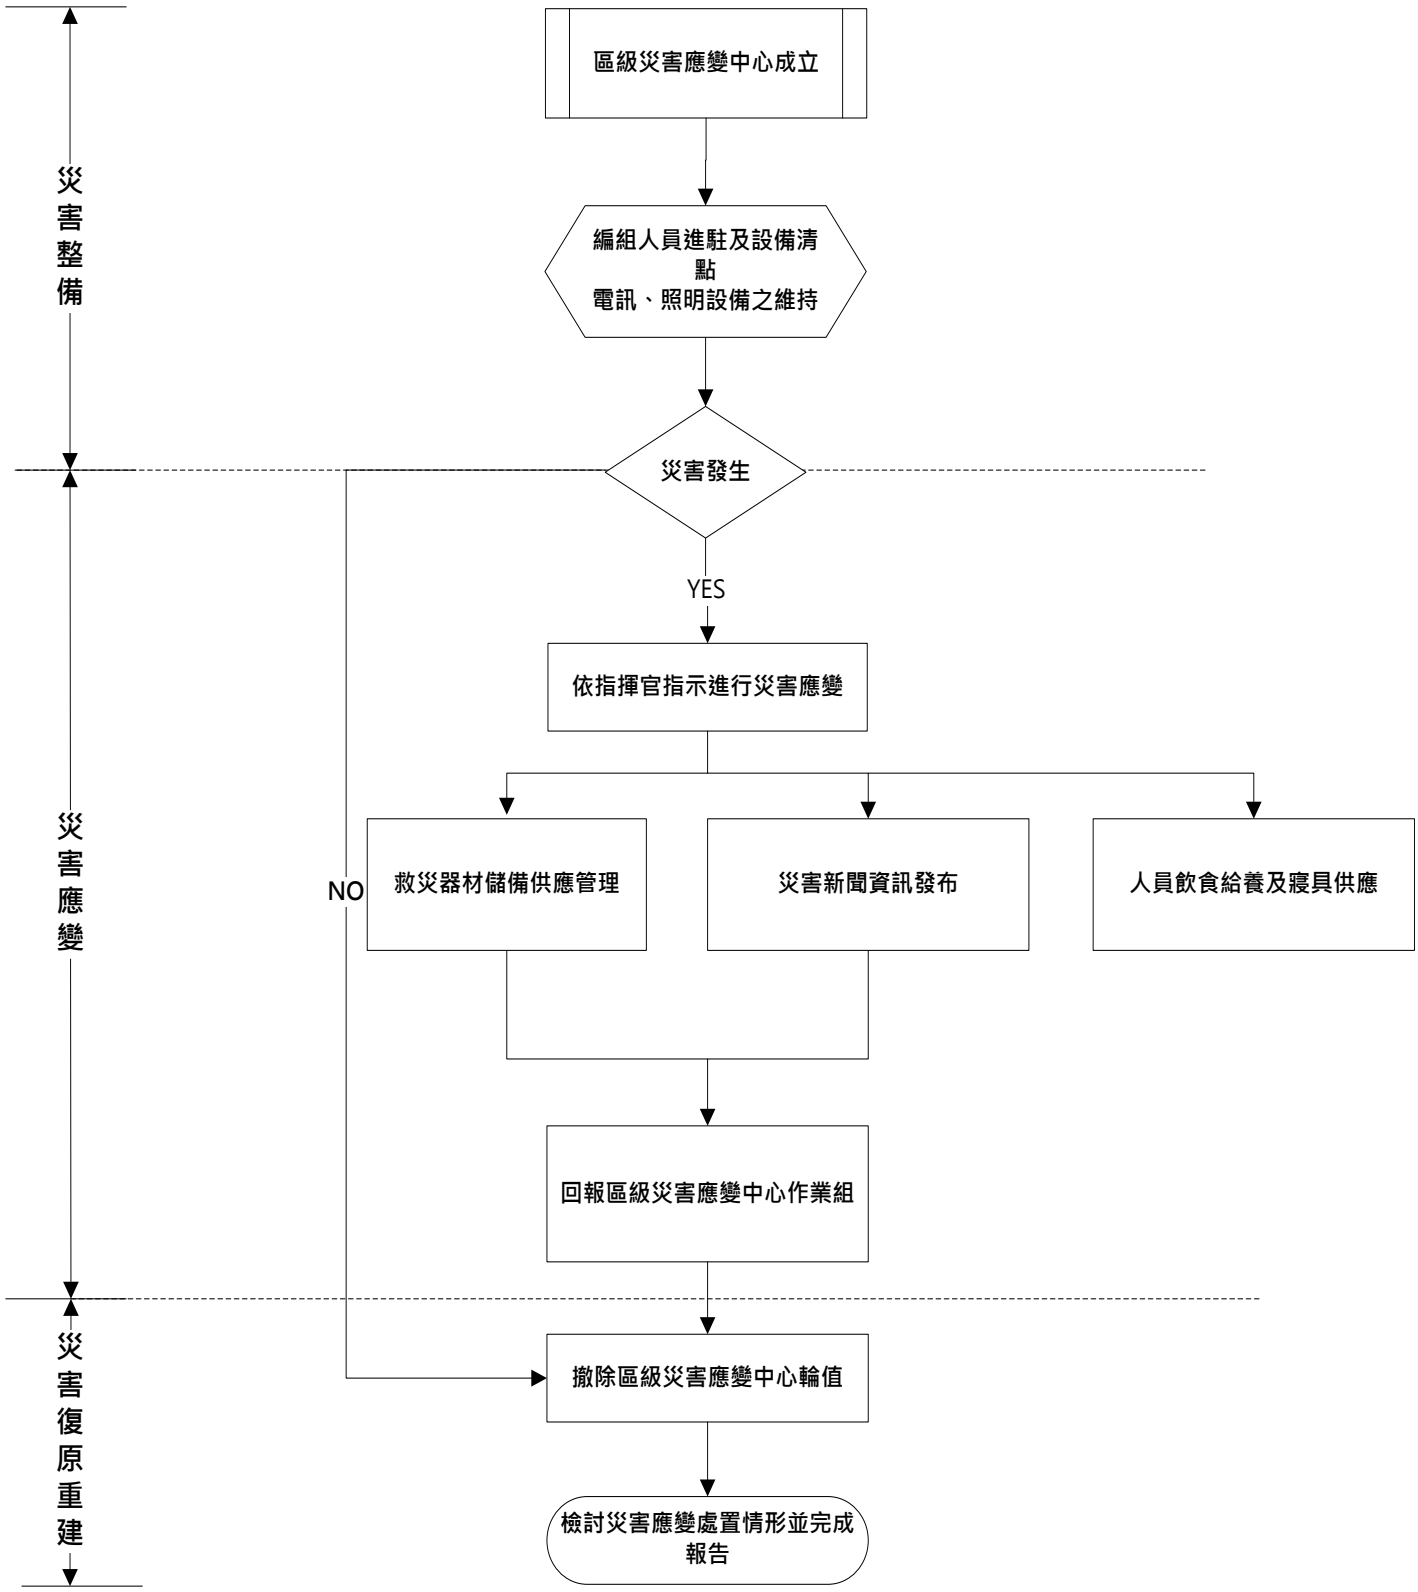 區級災害應變中心成立
災害整備
編組人員進駐及設備清
點
電訊、照明設備之維持
災害發生
YES
依指揮官指示進行災害應變
災害應變
NO
救災器材儲備供應管理
災害新聞資訊發布
人員飲食給養及寢具供應
回報區級災害應變中心作業組
災害復原重建
撤除區級災害應變中心輪值
檢討災害應變處置情形並完成
報告